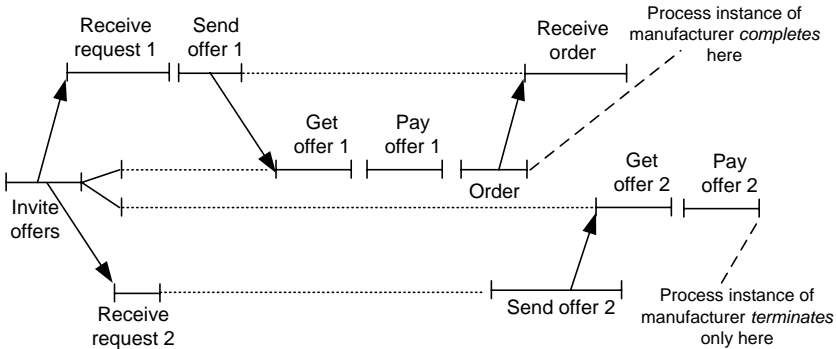 Receive
request 1
Send
offer 1
Receive
order
Process instance of
manufacturer completes
here
Get
offer 1
Pay
offer 1
Order
Get
offer 2
Pay
offer 2
Invite
offers
Receive
request 2
Send offer 2
Process instance of
manufacturer terminates
only here